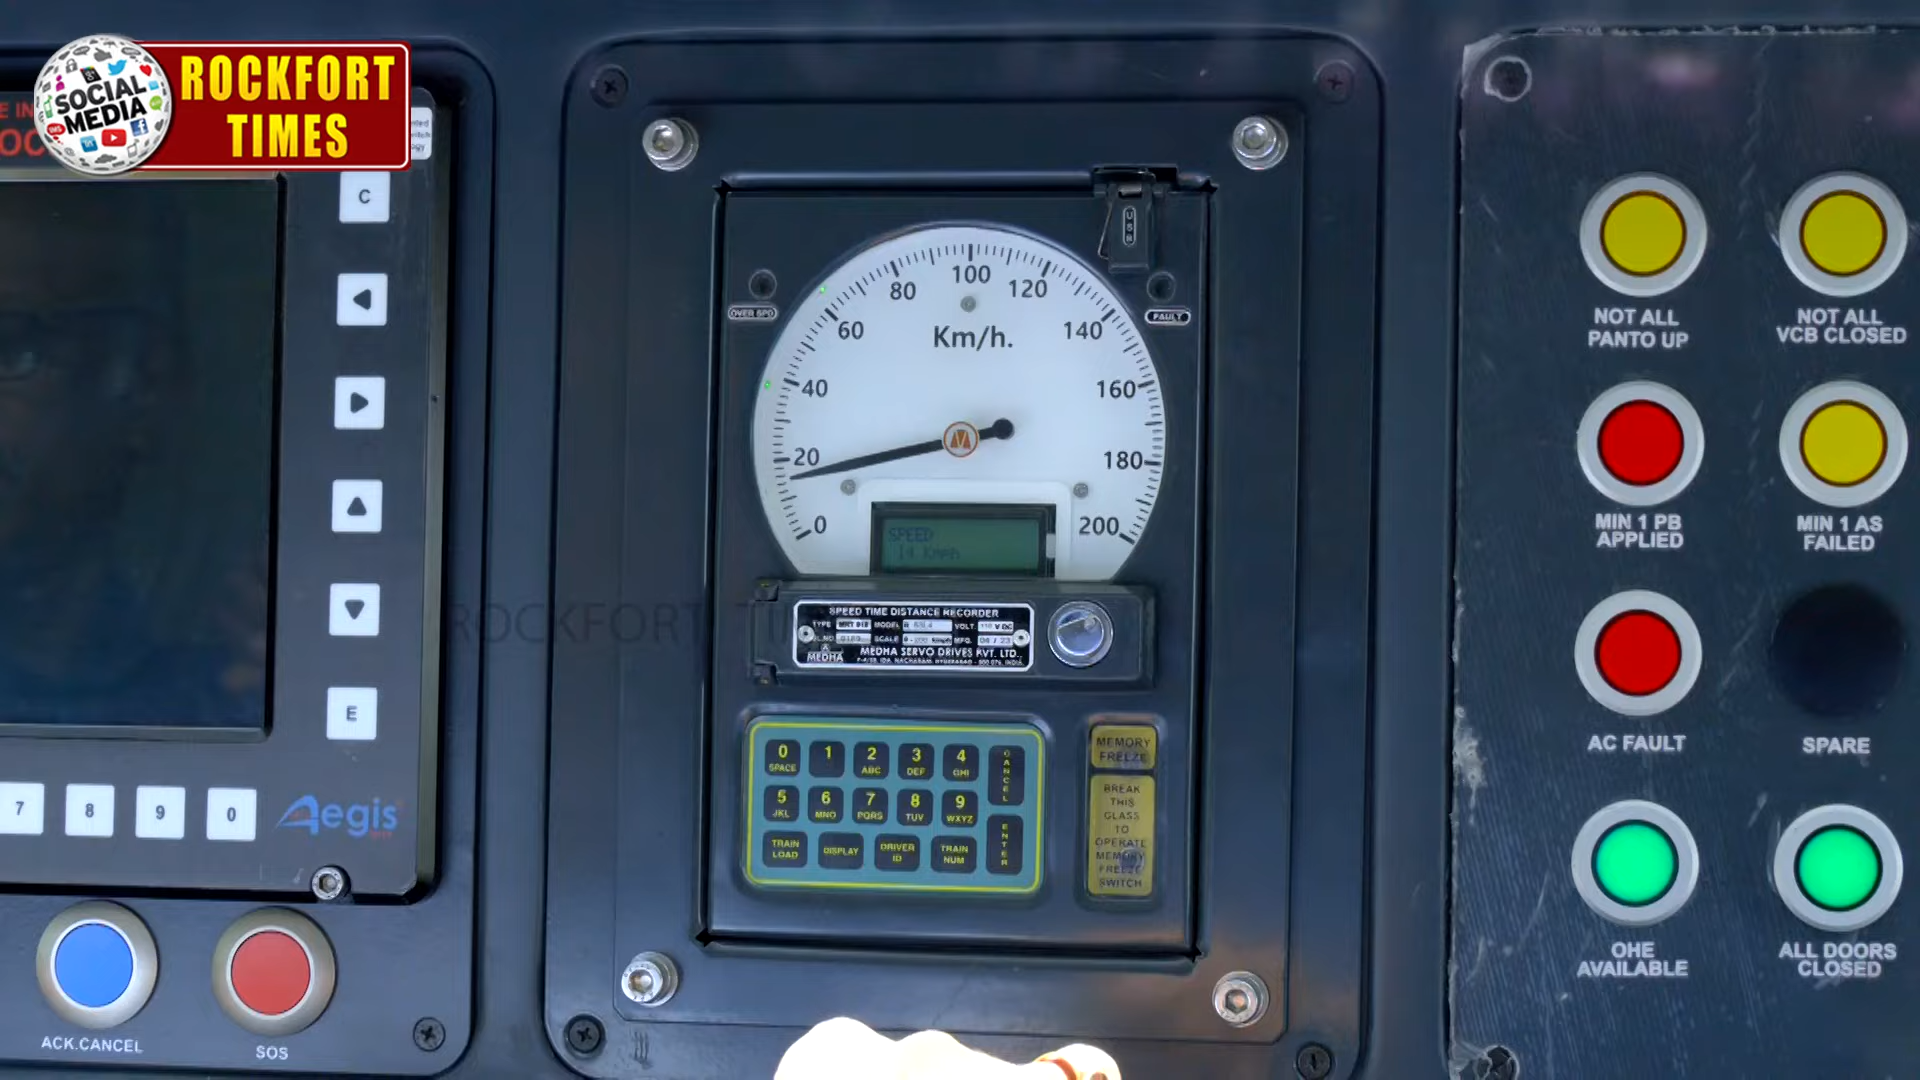 SOCIAL
MEDIA
ROCKFORT
TIMES
C
E
7
8
9
0
Aegis
ACK.CANCEL
SOS
USB
OVER SPD
FAULT
0
20
40
60
80
100
120
140
160
180
200
Km/h.
SPEED
14 Kmph
ROCKFORT
SPEED TIME DISTANCE RECORDER
TYPE
MODEL
VOLT.
SL.NO.
SCALE
MFG.
MEDHA
MEDHA SERVO DRIVES PVT. LTD.,
0 SPACE
1
2 ABC
3 DEF
4 GHI
CANCEL
5 JKL
6 MNO
7 PQRS
8 TUV
9 WXYZ
ENTER
TRAIN
LOAD
DISPLAY
DRIVER
ID
TRAIN
NUM
MEMORY
FREEZE
BREAK
THIS
GLASS
TO
OPERATE
MEMORY
FREEZE
SWITCH
NOT ALL
PANTO UP
NOT ALL
VCB CLOSED
MIN 1 PB
APPLIED
MIN 1 AS
FAILED
AC FAULT
SPARE
OHE
AVAILABLE
ALL DOORS
CLOSED